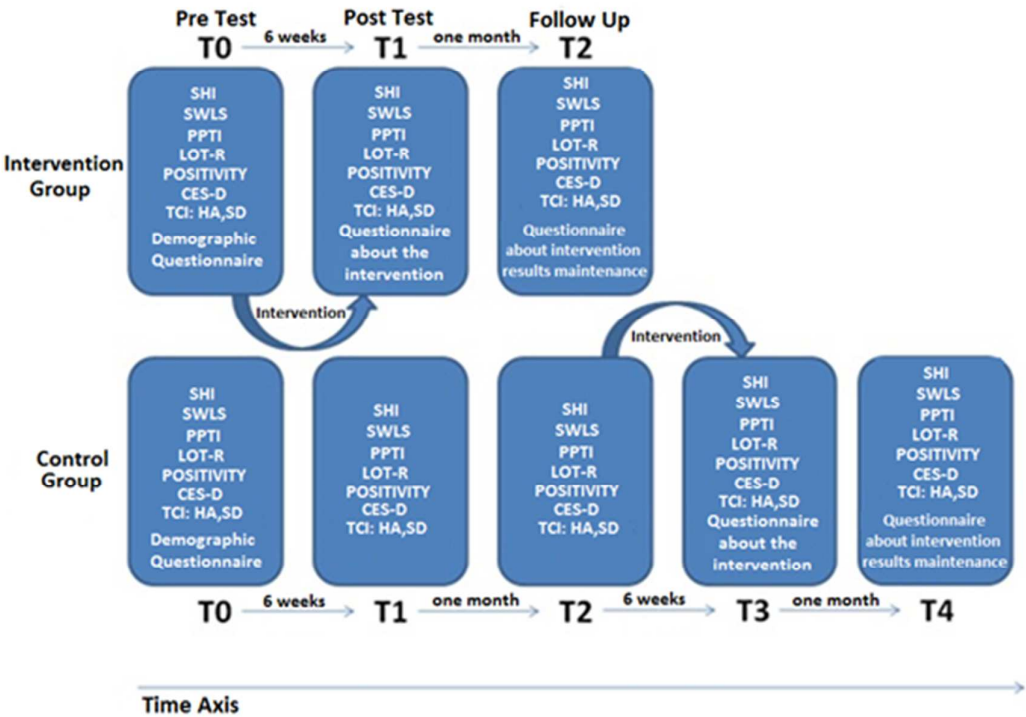 Pre Test
Post Test
Follow Up
T0 6 weeks T1 one month T2
Intervention
Group
SHI
SWLS
PPTI
LOT-R
POSITIVITY
CES-D
TCI: HA,SD
Demographic
Questionnaire
SHI
SWLS
PPTI
LOT-R
POSITIVITY
CES-D
TCI: HA,SD
Questionnaire
about the
intervention
SHI
SWLS
PPTI
LOT-R
POSITIVITY
CES-D
TCI: HA,SD
Questionnaire
about intervention
results maintenance
Intervention
Intervention
Control
Group
SHI
SWLS
PPTI
LOT-R
POSITIVITY
CES-D
TCI: HA,SD
Demographic
Questionnaire
SHI
SWLS
PPTI
LOT-R
POSITIVITY
CES-D
TCI: HA,SD
SHI
SWLS
PPTI
LOT-R
POSITIVITY
CES-D
TCI: HA,SD
SHI
SWLS
PPTI
LOT-R
POSITIVITY
CES-D
TCI: HA,SD
Questionnaire
about the
intervention
SHI
SWLS
PPTI
LOT-R
POSITIVITY
CES-D
TCI: HA,SD
Questionnaire
about intervention
results maintenance
T0 6 weeks T1 one month T2 6 weeks T3 one month T4
Time Axis